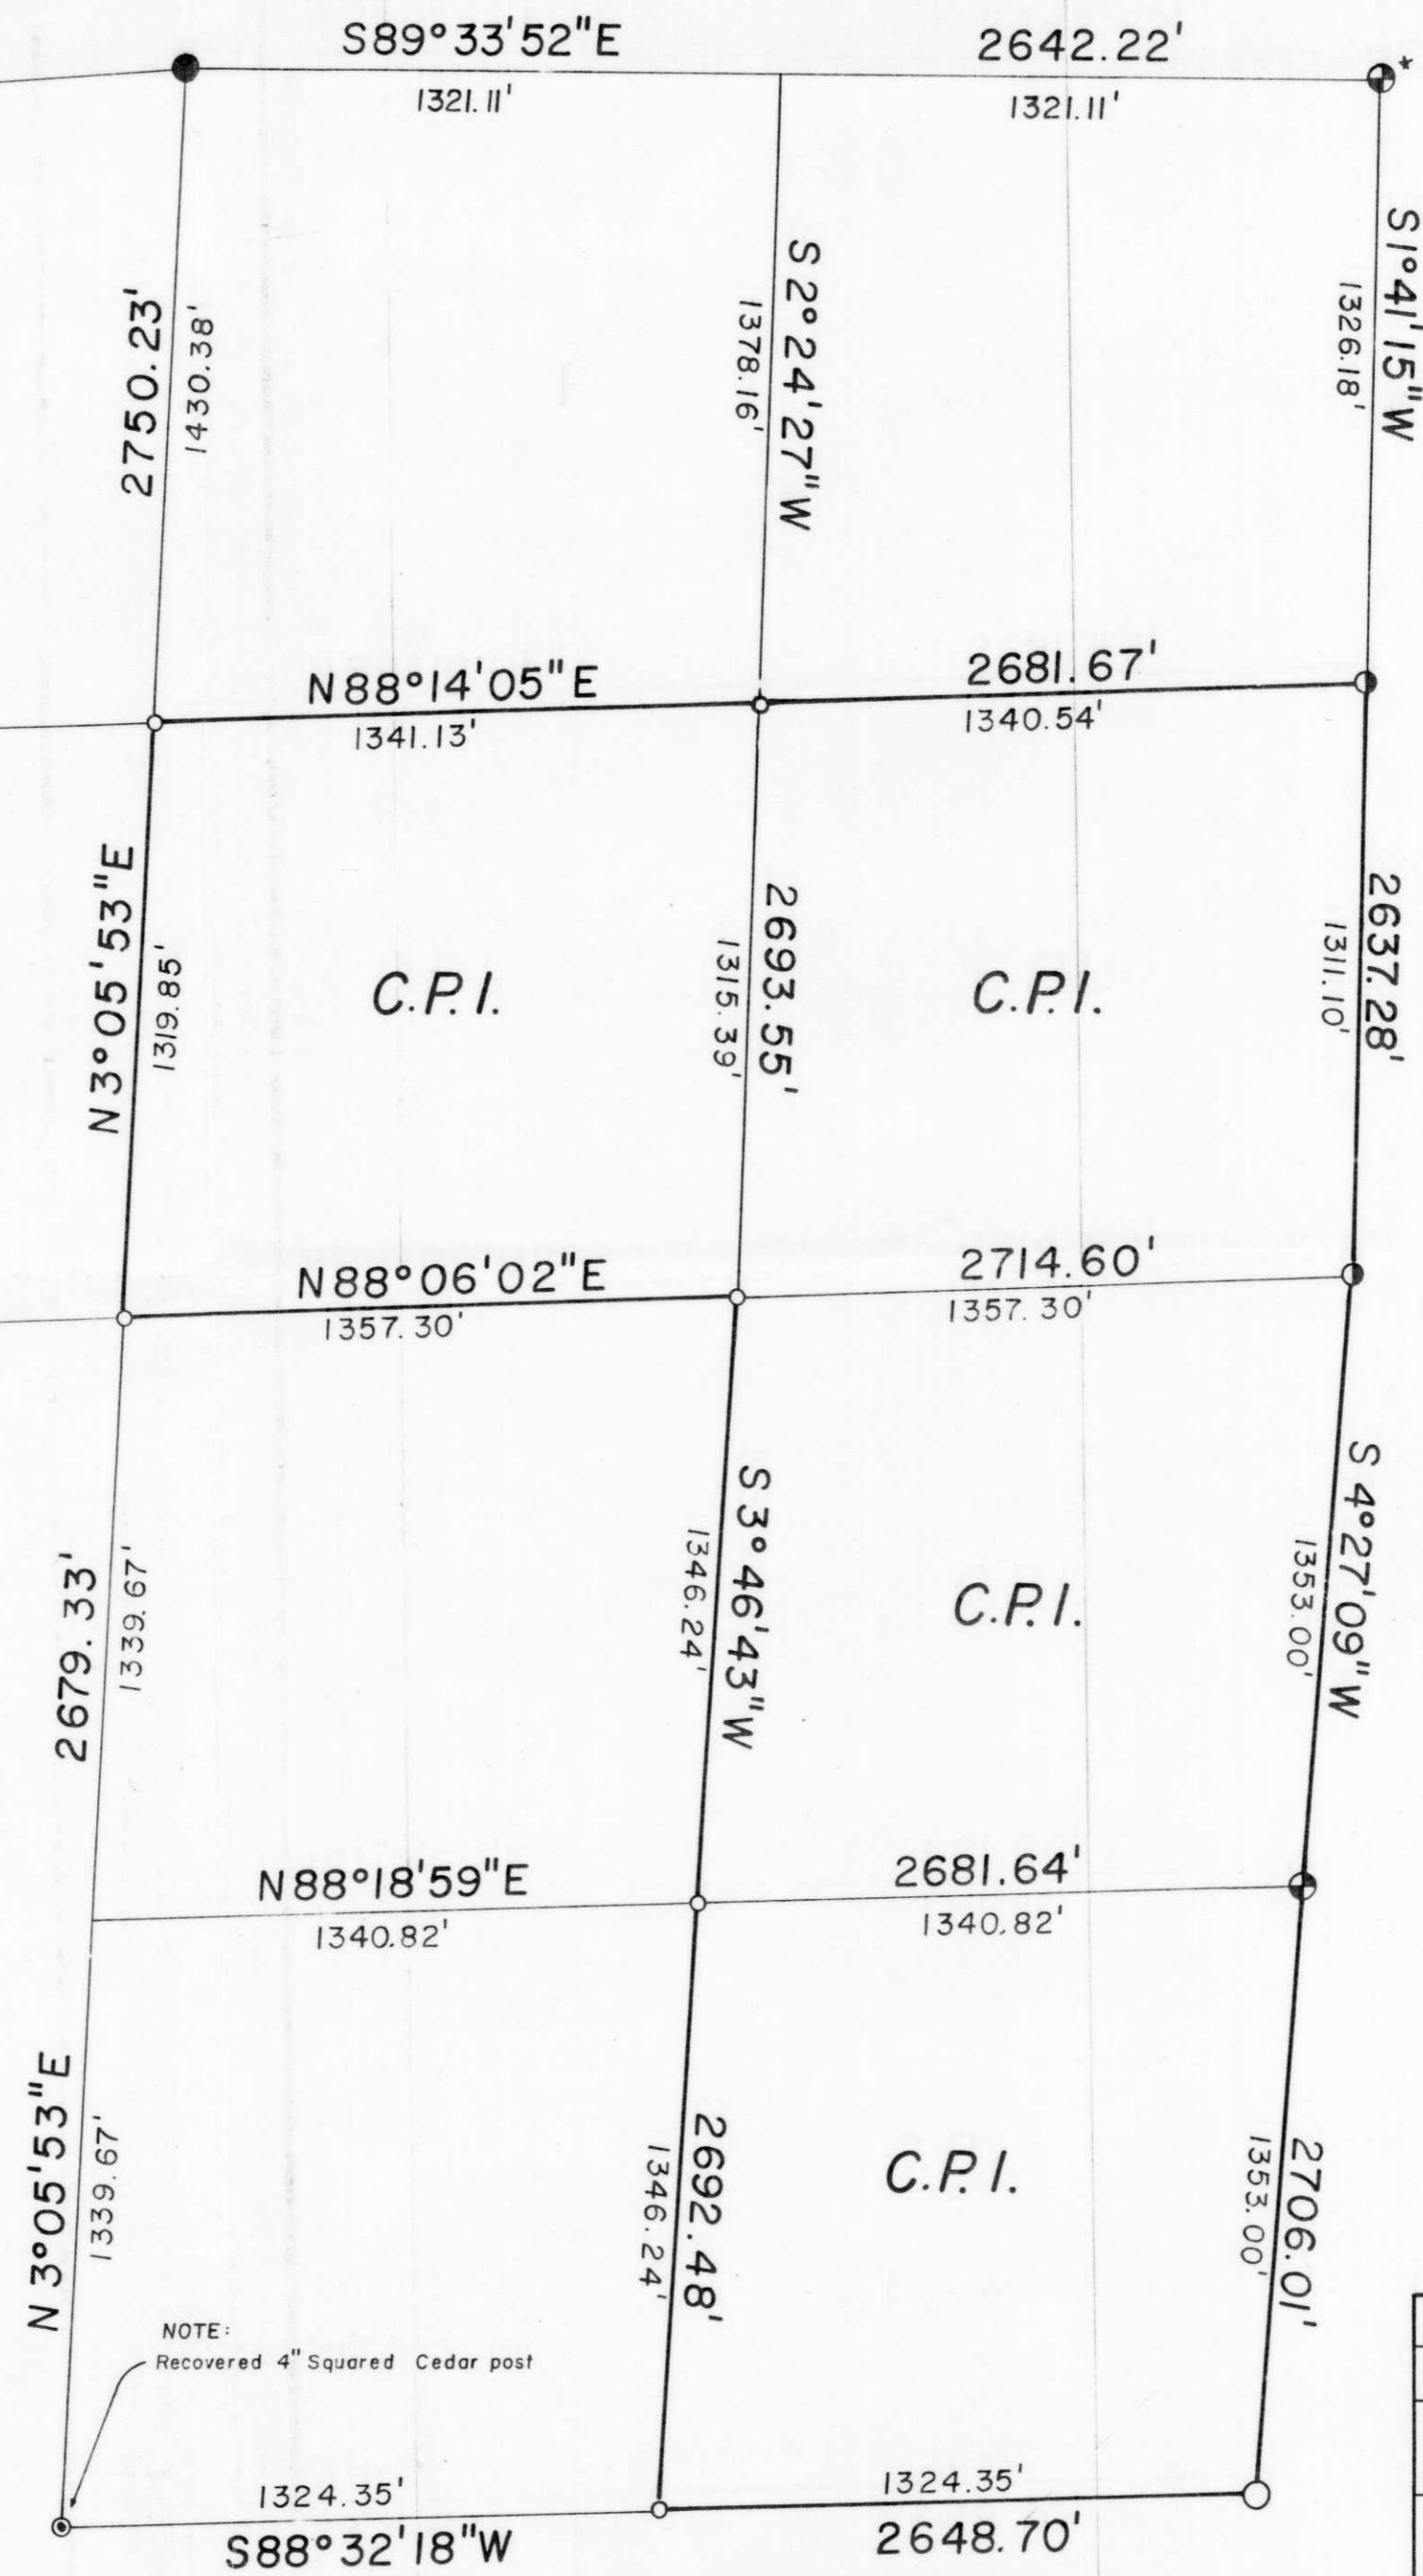 S89°33'52"E 2642.22'
*
1321.11' 1321.11'
S1°41'15"W
1326.18'
S2°24'27"W
1378.16'
2750.23'
1430.38'
N88°14'05"E 2681.67'
1341.13' 1340.54'
N3°05'53"E
1319.85'
C.P.I.
2693.55'
1315.39'
C.P.I.
2637.28'
1311.10'
N88°06'02"E 2714.60'
1357.30' 1357.30'
2679.33'
1339.67'
S3°46'43"W
1346.24'
C.P.I.
S4°27'09"W
1353.00'
N88°18'59"E 2681.64'
1340.82' 1340.82'
N3°05'53"E
1339.67'
2692.48'
1346.24'
C.P.I.
2706.01'
1353.00'
NOTE:
Recovered 4" Squared Cedar post
1324.35' 1324.35'
S88°32'18"W 2648.70'